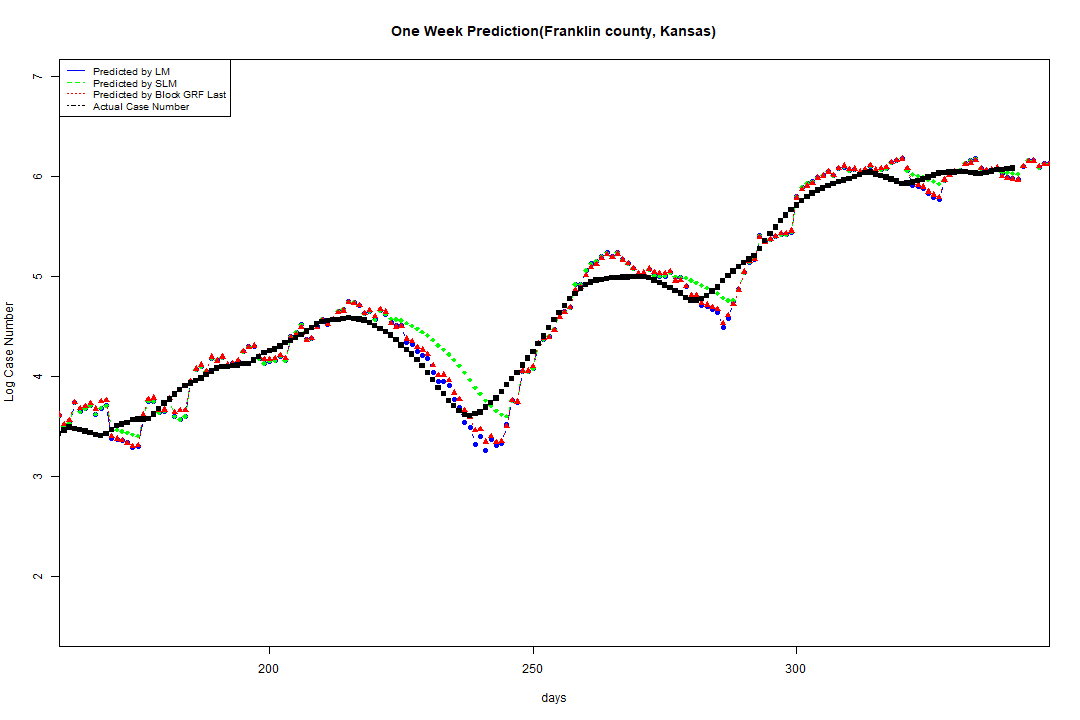 One Week Prediction(Franklin county, Kansas)
Predicted by LM
Predicted by SLM
Predicted by Block GRF Last
Actual Case Number
7
6
5
4
3
2
Log Case Number
200
250
300
days